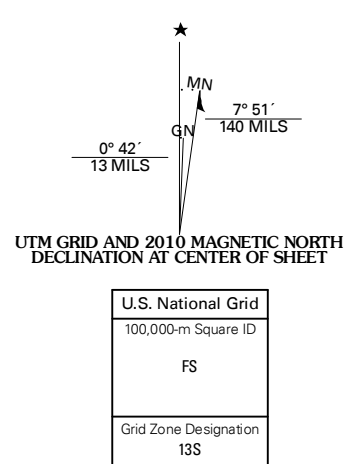 ★
MN
7° 51´
140 MILS
GN
0° 42´
13 MILS
UTM GRID AND 2010 MAGNETIC NORTH
DECLINATION AT CENTER OF SHEET
U.S. National Grid
100,000-m Square ID
FS
Grid Zone Designation
13S